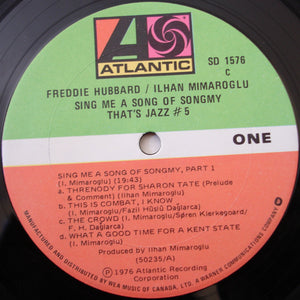 ATLANTIC
SD 1576
C
FREDDIE HUBBARD / ILHAN MIMAROGLU
SING ME A SONG OF SONGMY
THAT'S JAZZ #5
ONE
SING ME A SONG OF SONGMY, PART 1
(I. Mimaroglu) (19:43)
a. THRENODY FOR SHARON TATE (Prelude
& Comment) (Ilhan Mimaroglu)
b. THIS IS COMBAT, I KNOW
(I. Mimaroglu/Fazil Hüsnü Dağlarca)
c. THE CROWD (I. Mimaroglu/Søren Kierkegaard/
F. H. Dağlarca)
d. WHAT A GOOD TIME FOR A KENT STATE
(I. Mimaroglu)
Produced by Ilhan Mimaroglu
(50235/A)
℗ 1976 Atlantic Recording
Corporation
MANUFACTURED AND DISTRIBUTED BY WEA MUSIC OF CANADA, LTD. A WARNER COMMUNICATIONS CO.